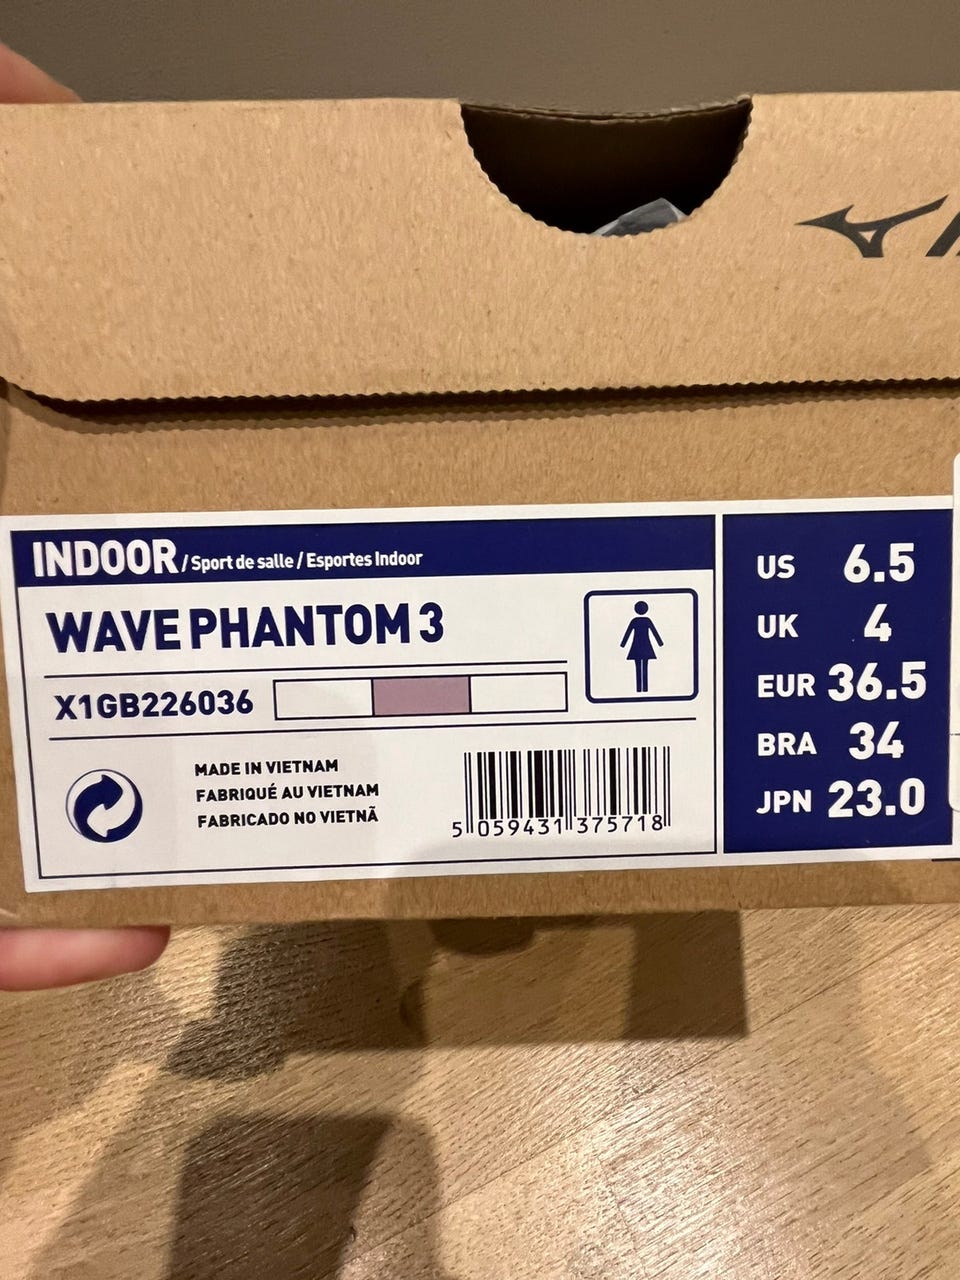 INDOOR / Sport de salle / Esportes Indoor
WAVE PHANTOM 3
X1GB226036
MADE IN VIETNAM
FABRIQUÉ AU VIETNAM
FABRICADO NO VIETNÃ
5 059431 375718
US 6.5
UK 4
EUR 36.5
BRA 34
JPN 23.0